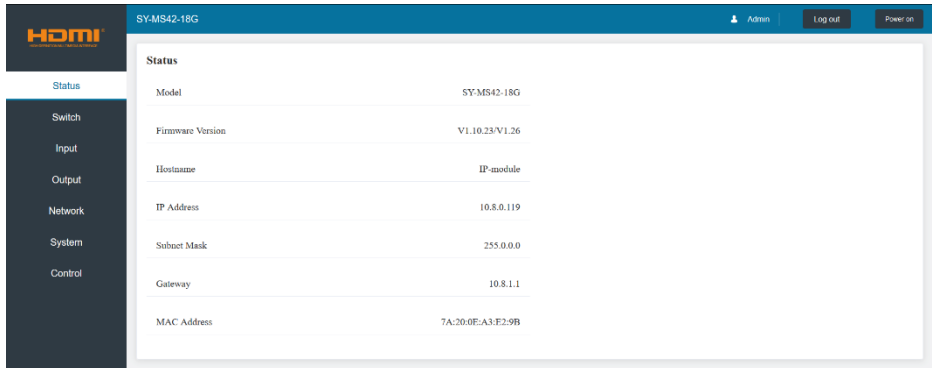 HDMI
SY-MS42-18G
Admin
Log out
Power on
Status
Switch
Input
Output
Network
System
Control
Status
Model SY-MS42-18G
Firmware Version V1.10.23/V1.26
Hostname IP-module
IP Address 10.8.0.119
Subnet Mask 255.0.0.0
Gateway 10.8.1.1
MAC Address 7A:20:0E:A3:E2:9B